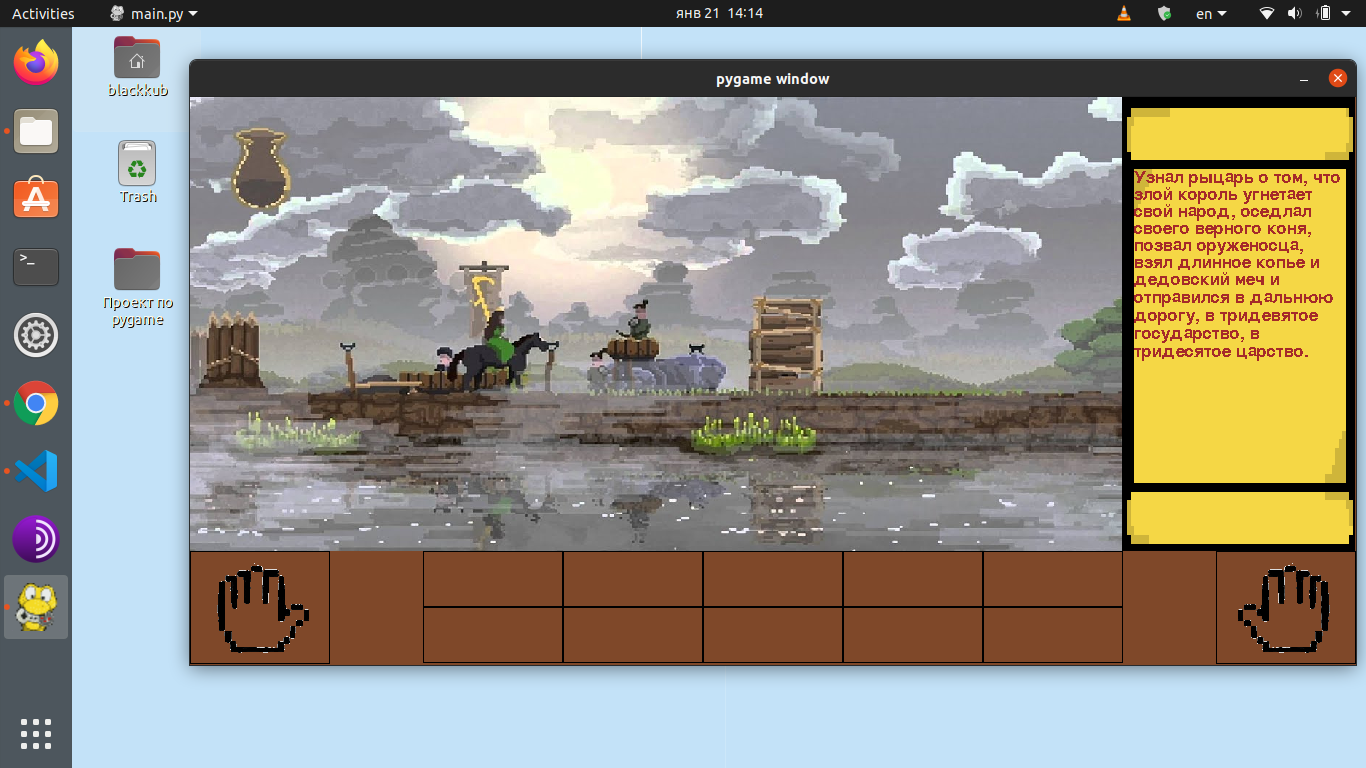 Activities
main.py
янв 21 14:14
en
blackkub
Trash
Проект по
pygame
pygame window
Узнал рыцарь о том, что
злой король угнетает
свой народ, оседлал
своего верного коня,
позвал оруженосца,
взял длинное копье и
дедовский меч и
отправился в дальнюю
дорогу, в тридевятое
государство, в
тридесятое царство.